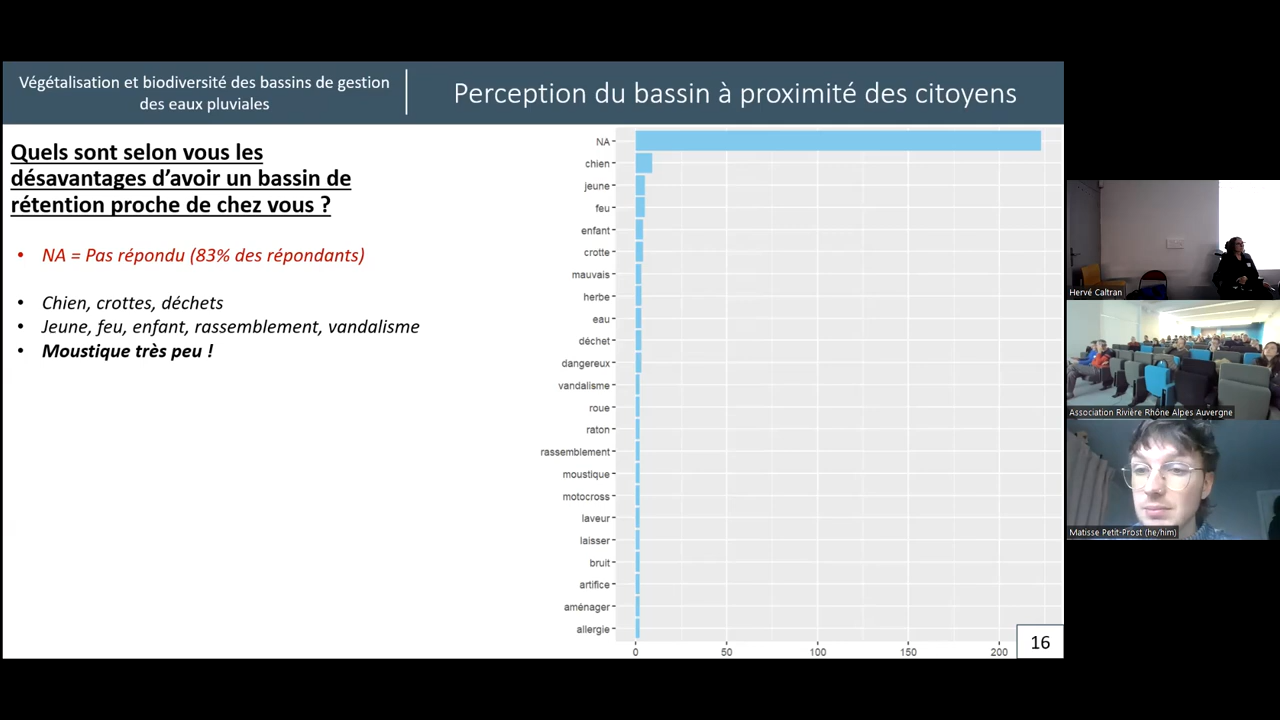 Végétalisation et biodiversité des bassins de gestion
des eaux pluviales
Perception du bassin à proximité des citoyens
Quels sont selon vous les
désavantages d'avoir un bassin de
rétention proche de chez vous ?
• NA = Pas répondu (83% des répondants)
• Chien, crottes, déchets
• Jeune, feu, enfant, rassemblement, vandalisme
• Moustique très peu !
NA
chien
jeune
feu
enfant
crotte
mauvais
herbe
eau
déchet
dangereux
vandalisme
roue
raton
rassemblement
moustique
motocross
laveur
laisser
bruit
artifice
aménager
allergie
0 50 100 150 200
16
Hervé Caltran
Association Rivière Rhône Alpes Auvergne
Matisse Petit-Prost (he/him)